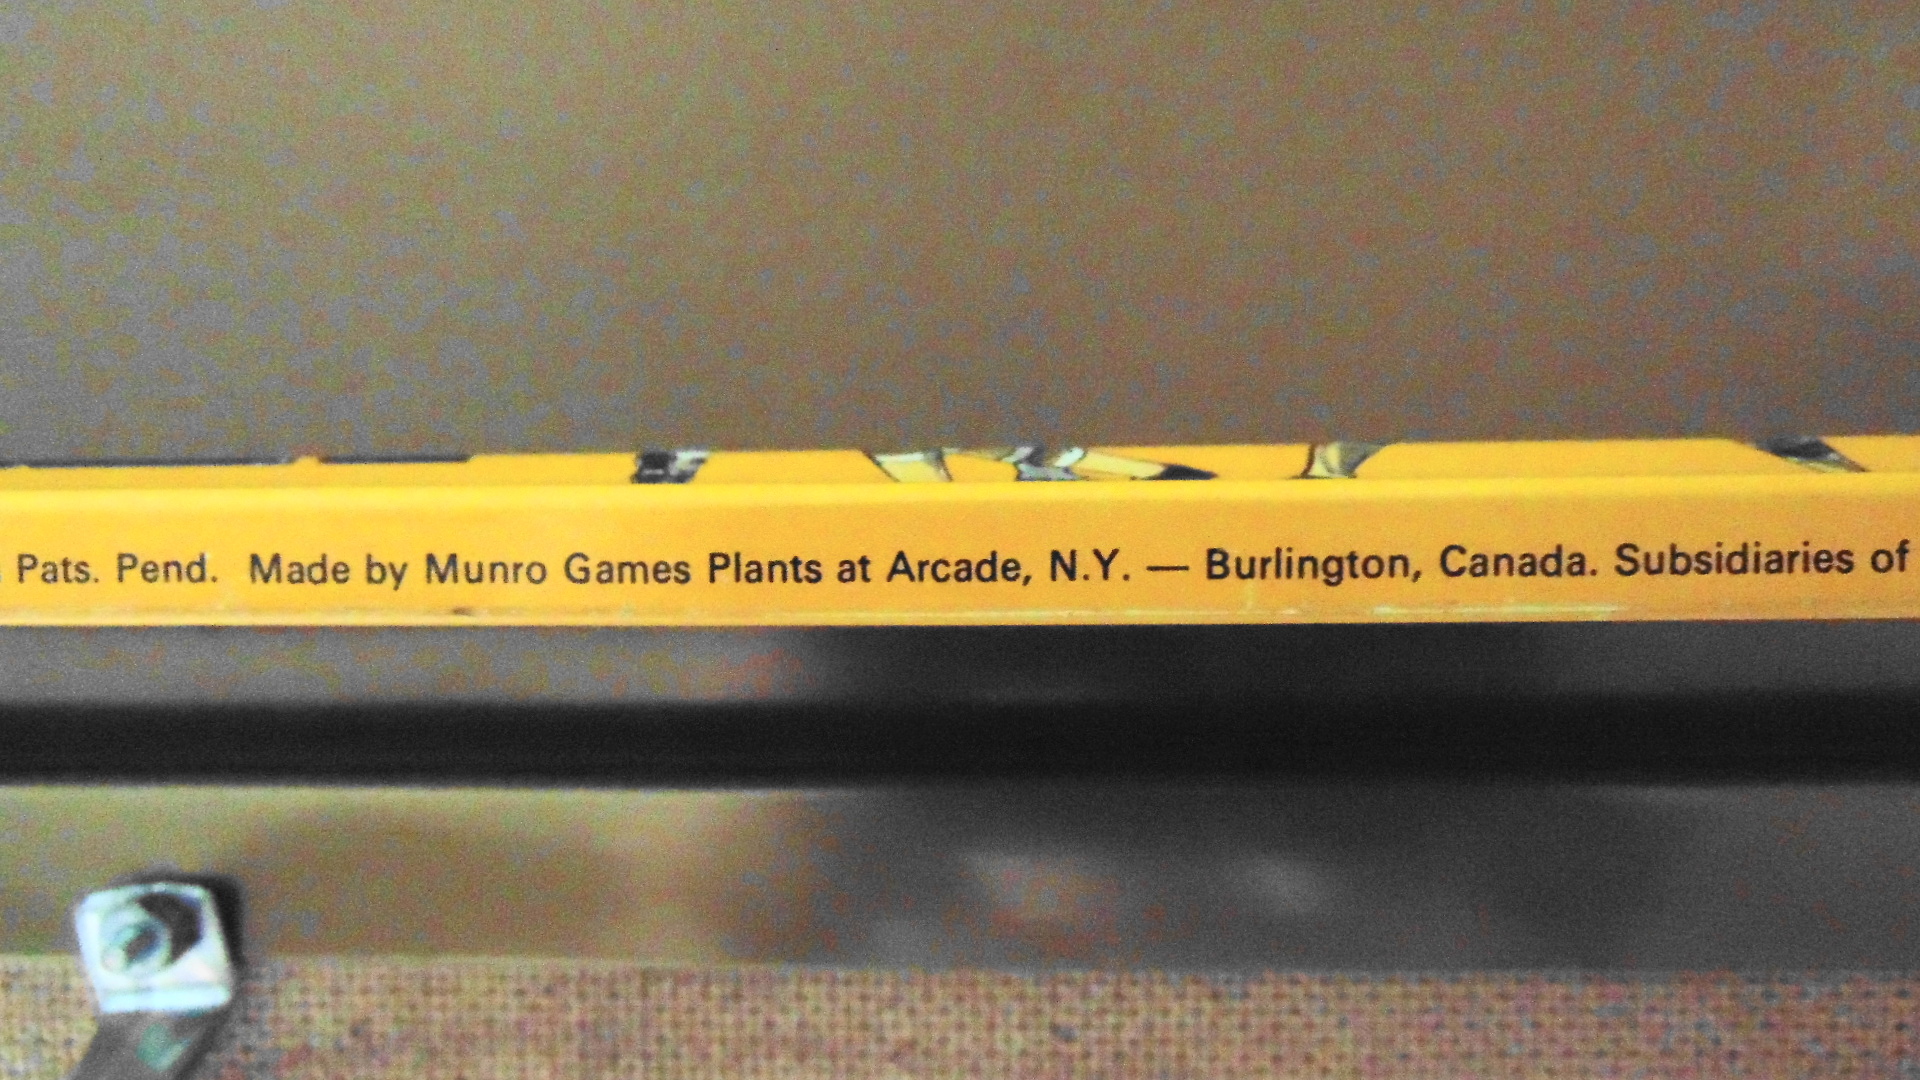 Pats. Pend. Made by Munro Games Plants at Arcade, N.Y. — Burlington, Canada. Subsidiaries of